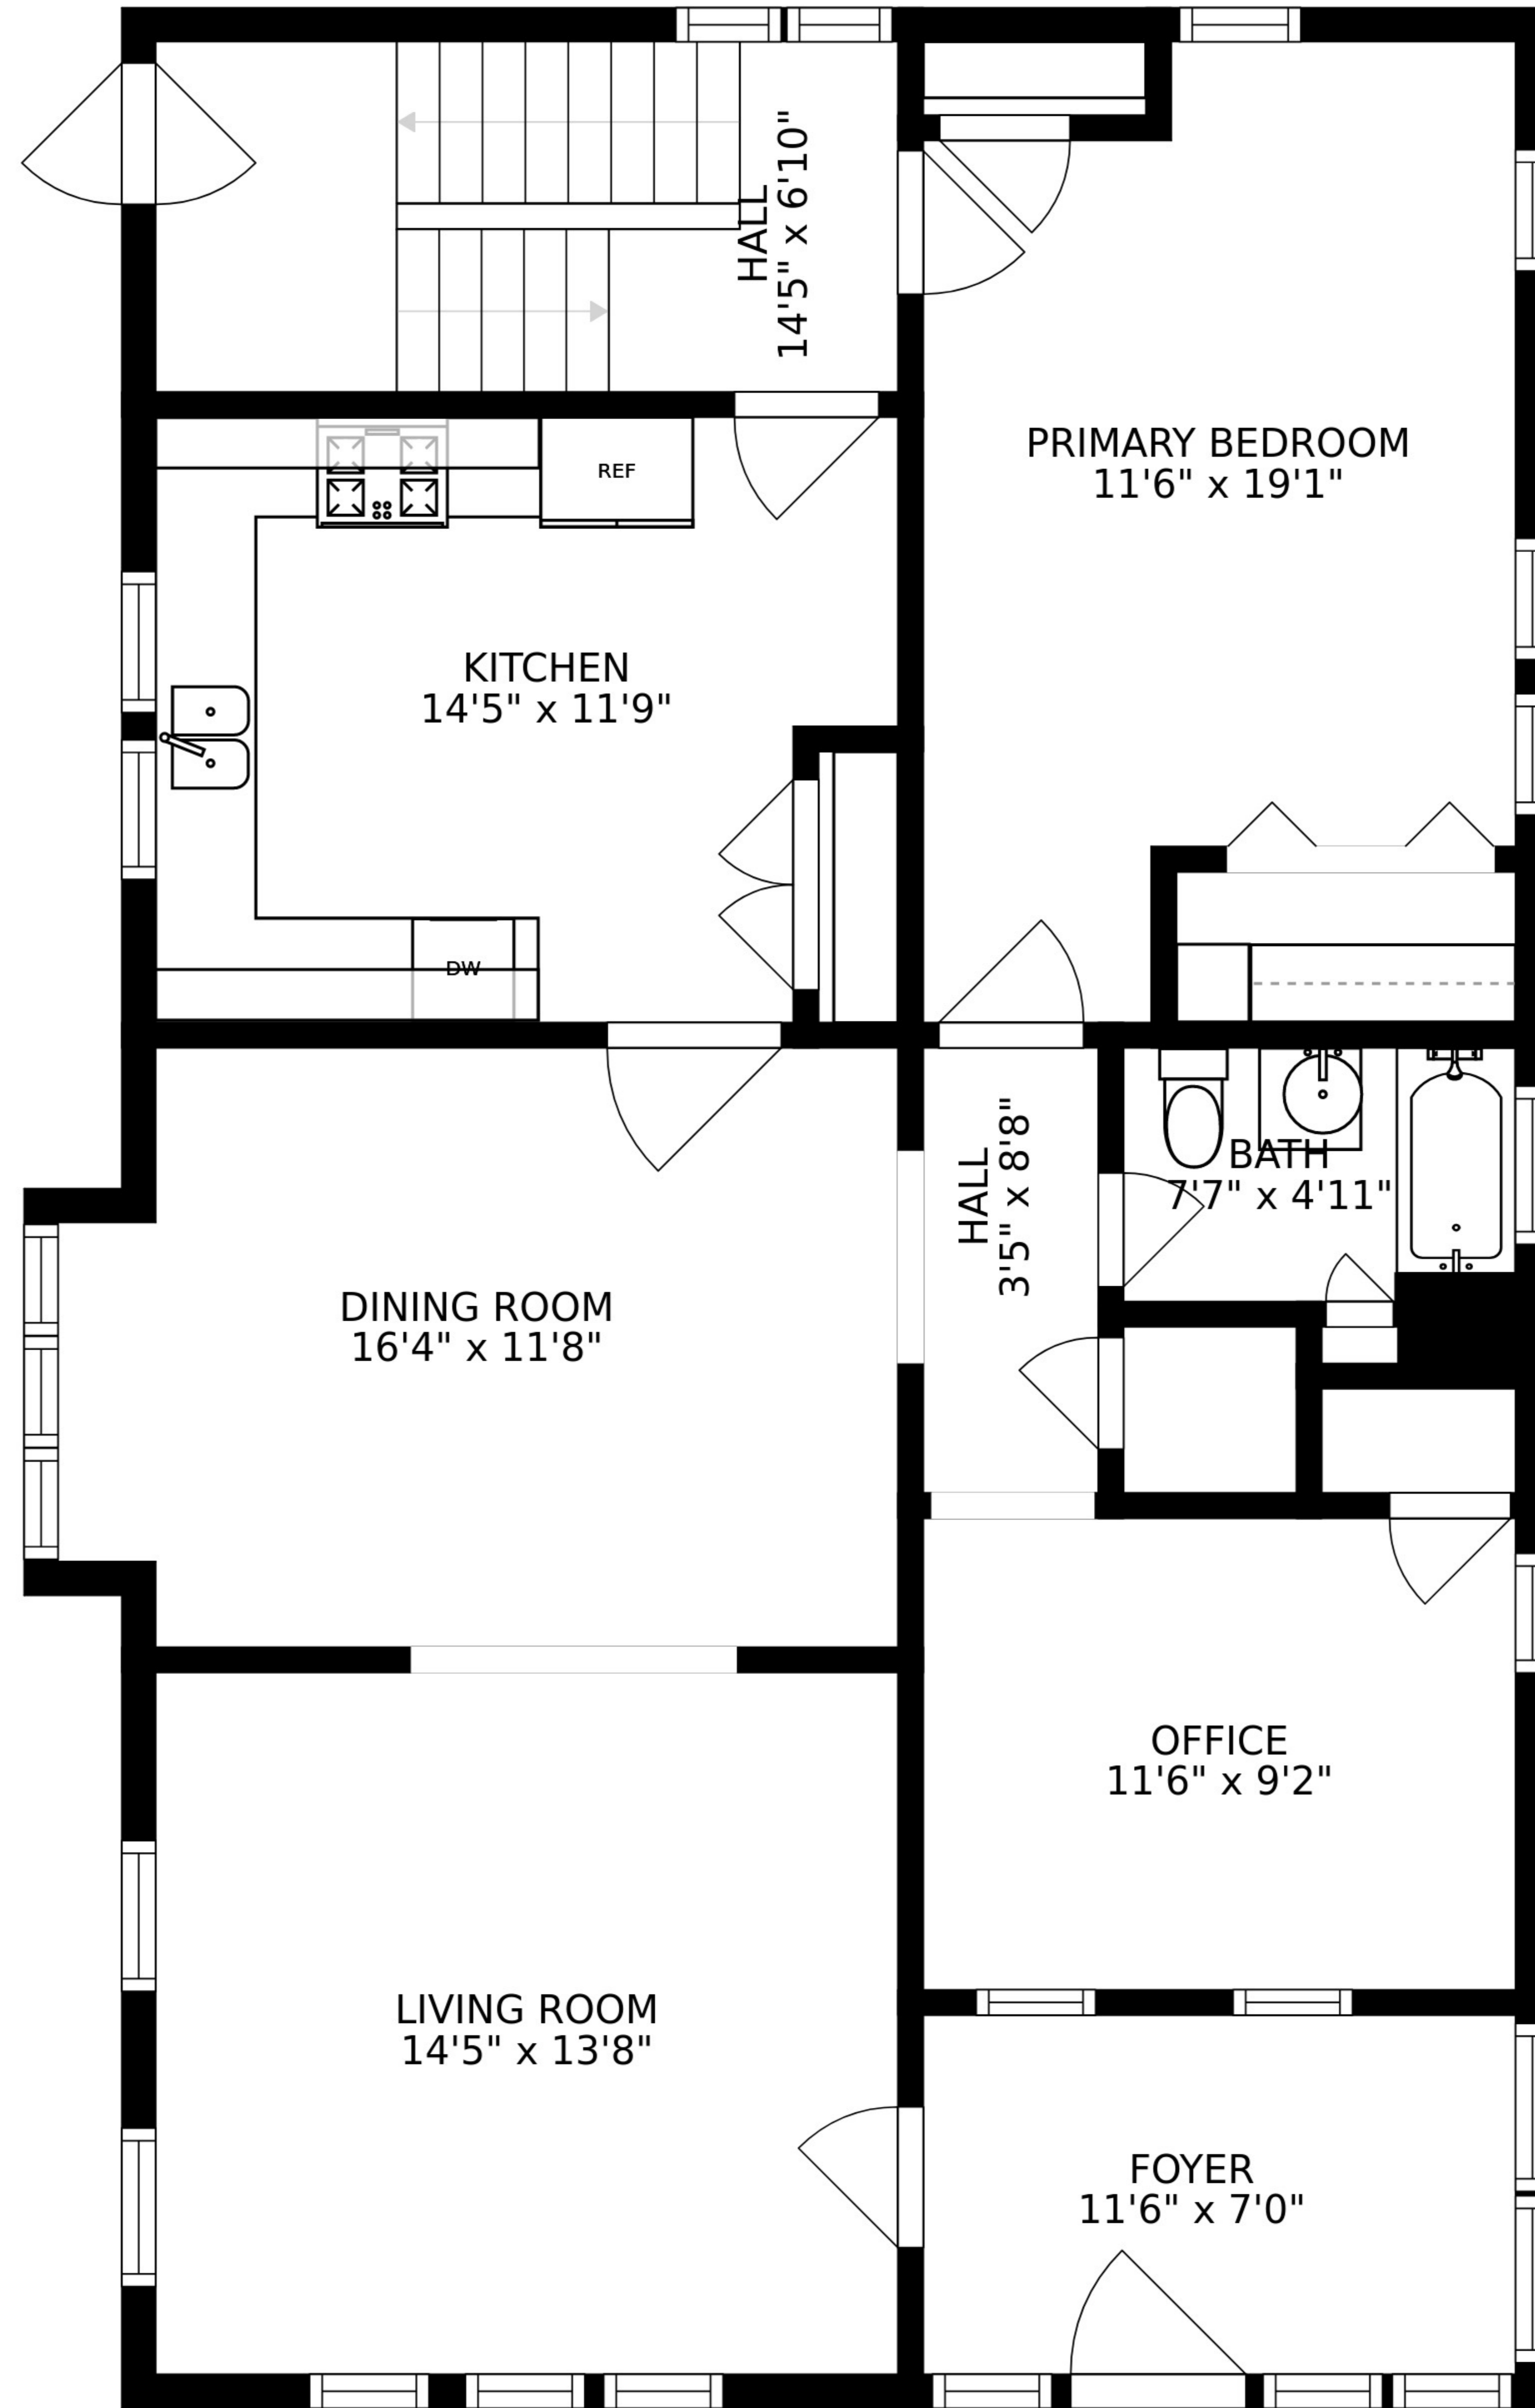 HALL
14'5" x 6'10"
PRIMARY BEDROOM
11'6" x 19'1"
REF
KITCHEN
14'5" x 11'9"
DW
HALL
3'5" x 8'8"
BATH
7'7" x 4'11"
DINING ROOM
16'4" x 11'8"
OFFICE
11'6" x 9'2"
LIVING ROOM
14'5" x 13'8"
FOYER
11'6" x 7'0"